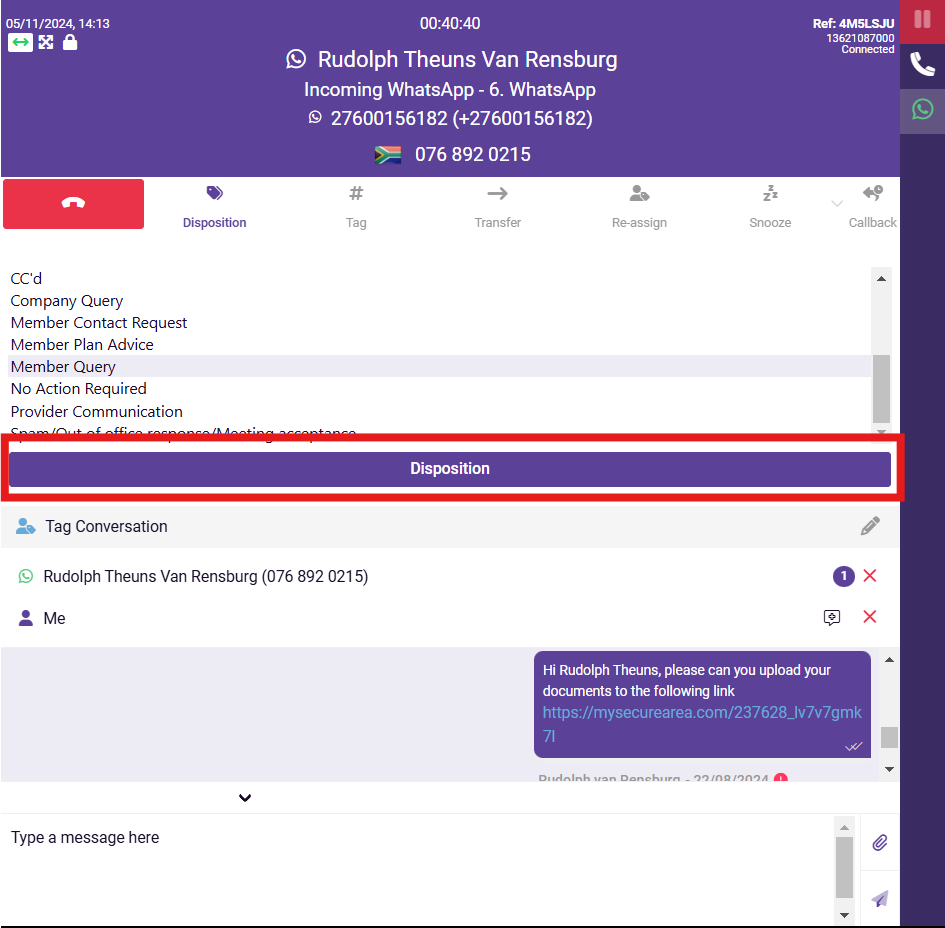 05/11/2024, 14:13
00:40:40
Ref: 4M5LSJU
13621087000
Connected
Rudolph Theuns Van Rensburg
Incoming WhatsApp - 6. WhatsApp
27600156182 (+27600156182)
076 892 0215
Disposition
Tag
Transfer
Re-assign
Snooze
Callback
CC'd
Company Query
Member Contact Request
Member Plan Advice
Member Query
No Action Required
Provider Communication
Spam/Out of office response/Meeting acceptance
Disposition
Tag Conversation
Rudolph Theuns Van Rensburg (076 892 0215)
1
Me
Hi Rudolph Theuns, please can you upload your
documents to the following link
https://mysecurearea.com/237628_lv7v7gmk
7l
Rudolph van Rensburg - 22/08/2024
Type a message here